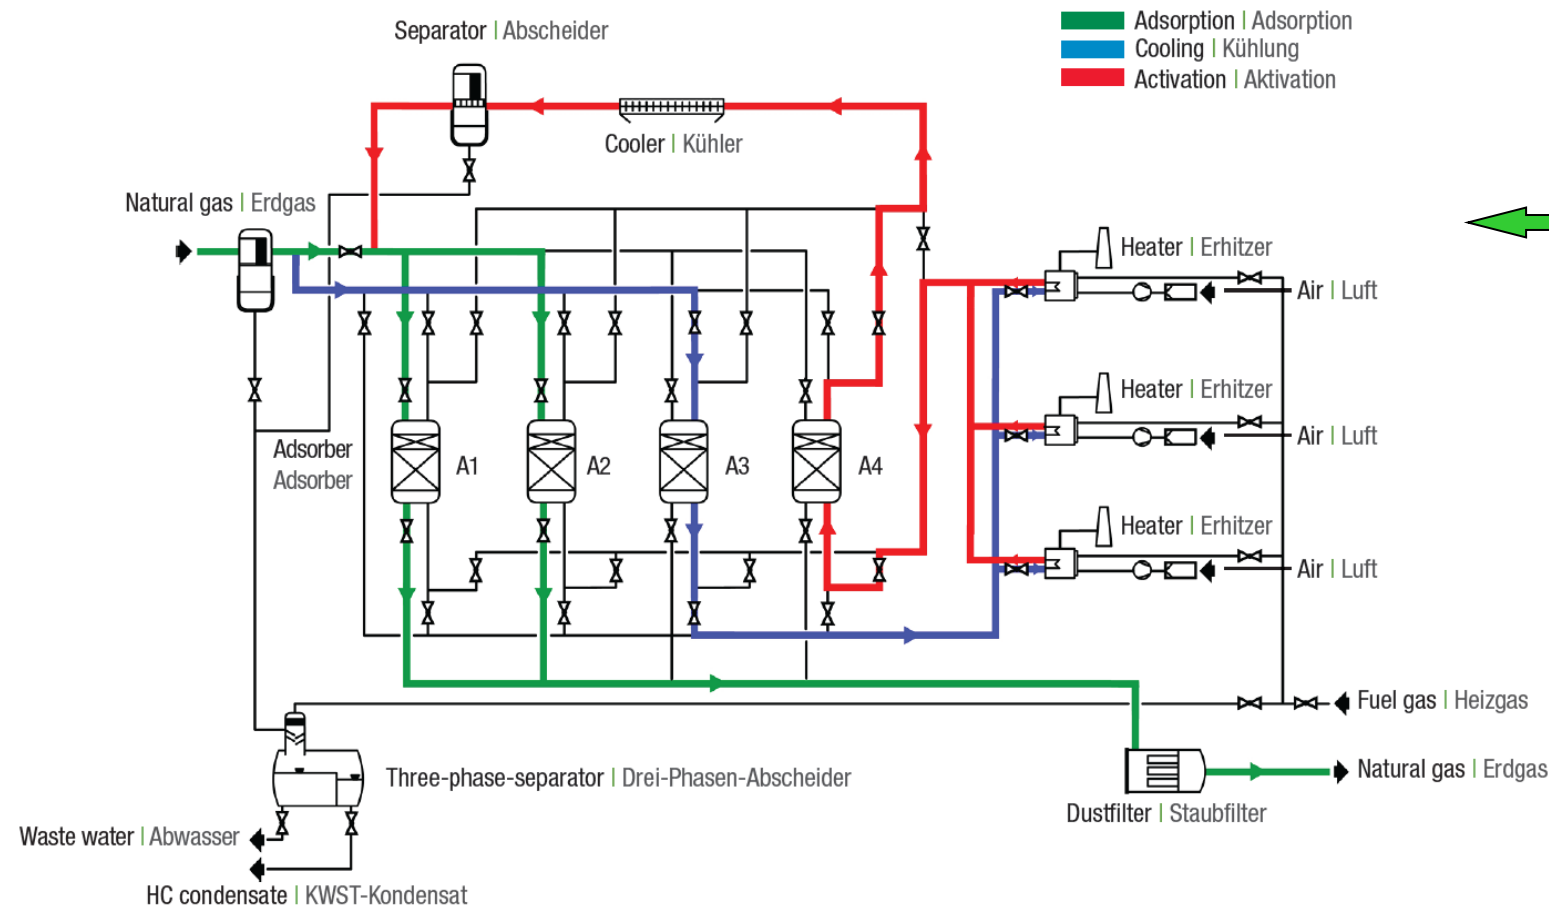 Separator | Abscheider
Adsorption | Adsorption
Cooling | Kühlung
Activation | Aktivation
Cooler | Kühler
Natural gas | Erdgas
Heater | Erhitzer
Air | Luft
Heater | Erhitzer
Air | Luft
Adsorber
Adsorber
A1
A2
A3
A4
Heater | Erhitzer
Air | Luft
Fuel gas | Heizgas
Natural gas | Erdgas
Three-phase-separator | Drei-Phasen-Abscheider
Dustfilter | Staubfilter
Waste water | Abwasser
HC condensate | KWST-Kondensat